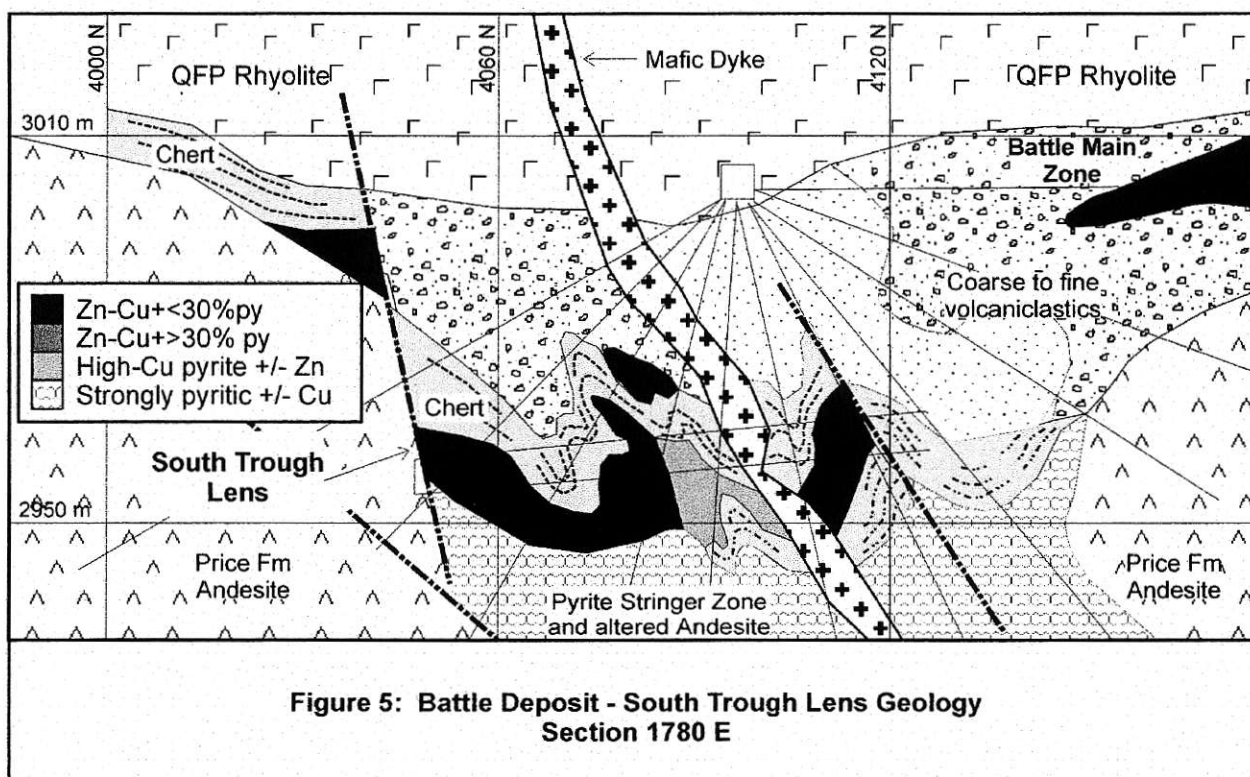 4000 N
4060 N
4120 N
QFP Rhyolite
Mafic Dyke
QFP Rhyolite
3010 m
Chert
Battle Main
Zone
Coarse to fine
volcaniclastics
Zn-Cu+<30%py
Zn-Cu+>30% py
High-Cu pyrite +/- Zn
Strongly pyritic +/- Cu
Chert
South Trough
Lens
2950 m
Price Fm
Andesite
Pyrite Stringer Zone
and altered Andesite
Price Fm
Andesite
Figure 5: Battle Deposit - South Trough Lens Geology
Section 1780 E